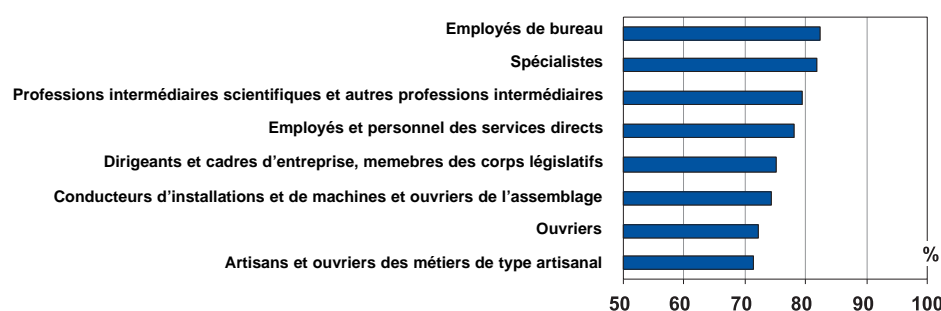 Employés de bureau
Spécialistes
Professions intermédiaires scientifiques et autres professions intermédiaires
Employés et personnel des services directs
Dirigeants et cadres d’entreprise, memebres des corps législatifs
Conducteurs d’installations et de machines et ouvriers de l’assemblage
Ouvriers
%
Artisans et ouvriers des métiers de type artisanal
50 60 70 80 90 100